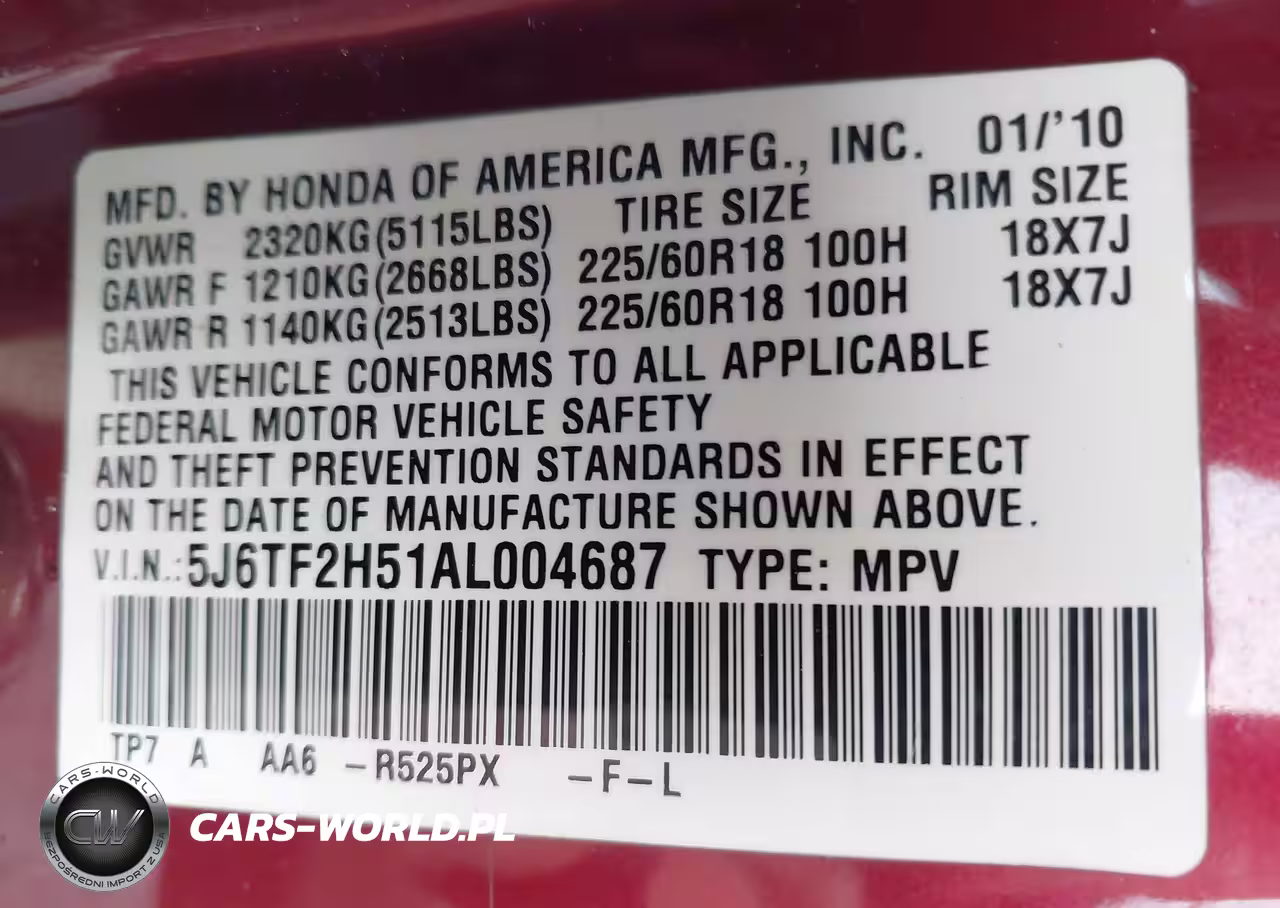 MFD. BY HONDA OF AMERICA MFG., INC. 01/'10
GVWR 2320KG(5115LBS) TIRE SIZE RIM SIZE
GAWR F 1210KG(2668LBS) 225/60R18 100H 18X7J
GAWR R 1140KG(2513LBS) 225/60R18 100H 18X7J
THIS VEHICLE CONFORMS TO ALL APPLICABLE
FEDERAL MOTOR VEHICLE SAFETY
AND THEFT PREVENTION STANDARDS IN EFFECT
ON THE DATE OF MANUFACTURE SHOWN ABOVE.
V.I.N.:5J6TF2H51AL004687 TYPE: MPV
TP7 A AA6 -R525PX -F-L
CARS-WORLD
CW
BEZPOŚREDNI IMPORT Z USA
CARS-WORLD.PL